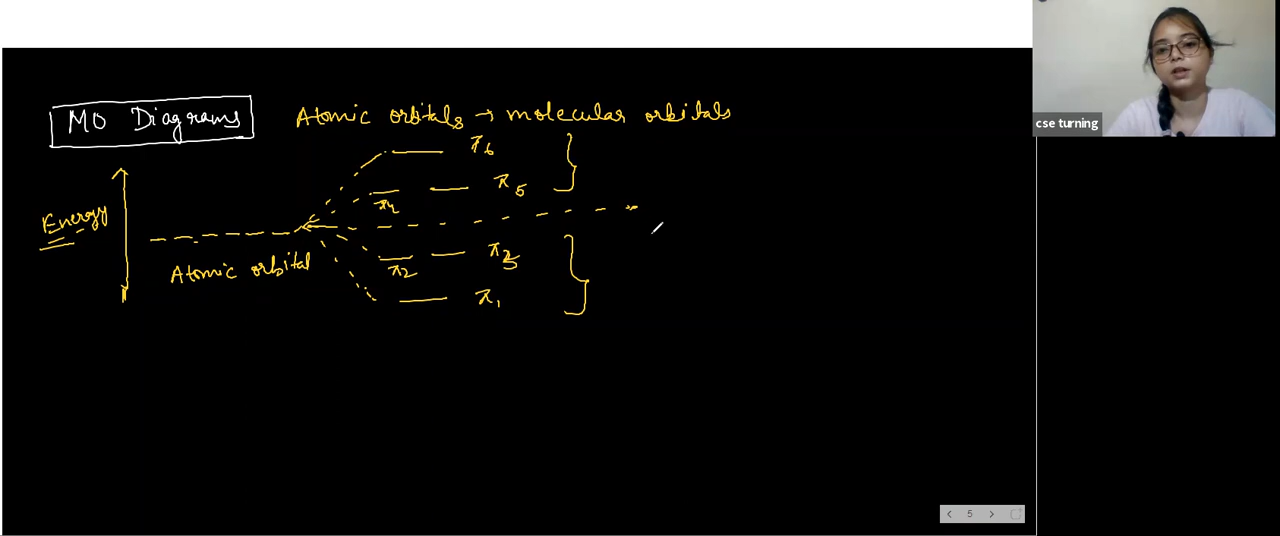 MO Diagrams
Atomic orbitals → molecular orbitals
π6
π4
π5
Energy
Atomic orbital
π2
π3
π1
cse turning
5